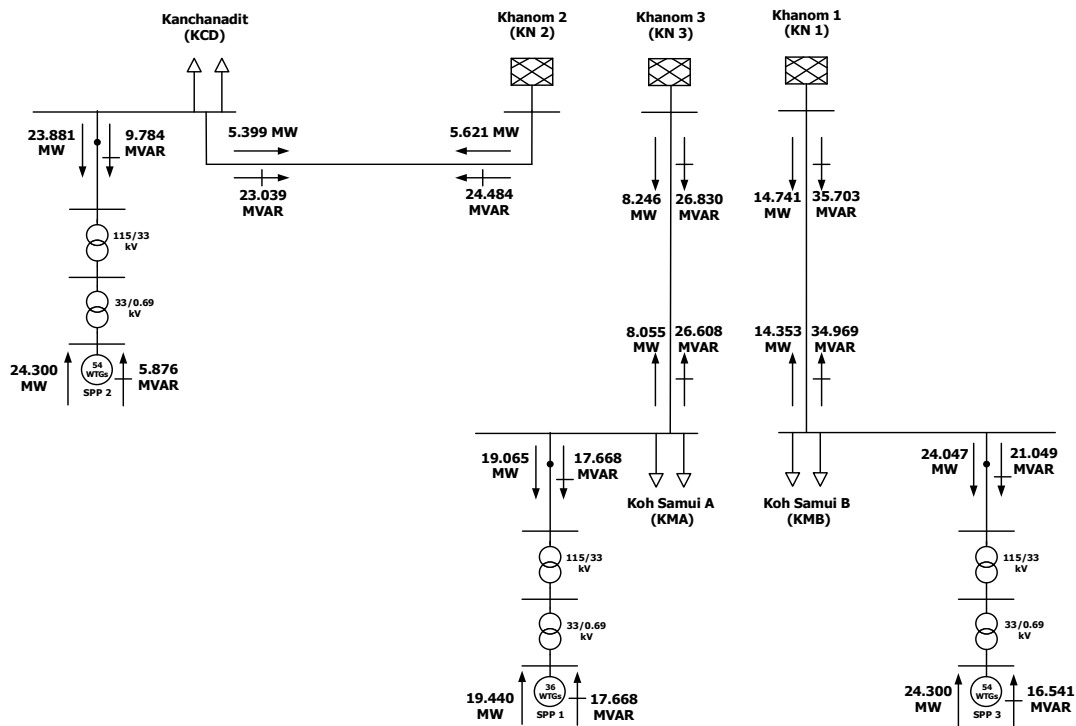 Kanchanadit
(KCD)
Khanom 2
(KN 2)
Khanom 3
(KN 3)
Khanom 1
(KN 1)
23.881
MW
9.784
MVAR
5.399 MW
5.621 MW
23.039
MVAR
24.484
MVAR
8.246
MW
26.830
MVAR
14.741
MW
35.703
MVAR
115/33
kV
33/0.69
kV
24.300
MW
54
WTGs
SPP 2
5.876
MVAR
8.055
MW
26.608
MVAR
14.353
MW
34.969
MVAR
19.065
MW
17.668
MVAR
Koh Samui A
(KMA)
Koh Samui B
(KMB)
24.047
MW
21.049
MVAR
115/33
kV
33/0.69
kV
115/33
kV
33/0.69
kV
19.440
MW
36
WTGs
SPP 1
17.668
MVAR
24.300
MW
54
WTGs
SPP 3
16.541
MVAR